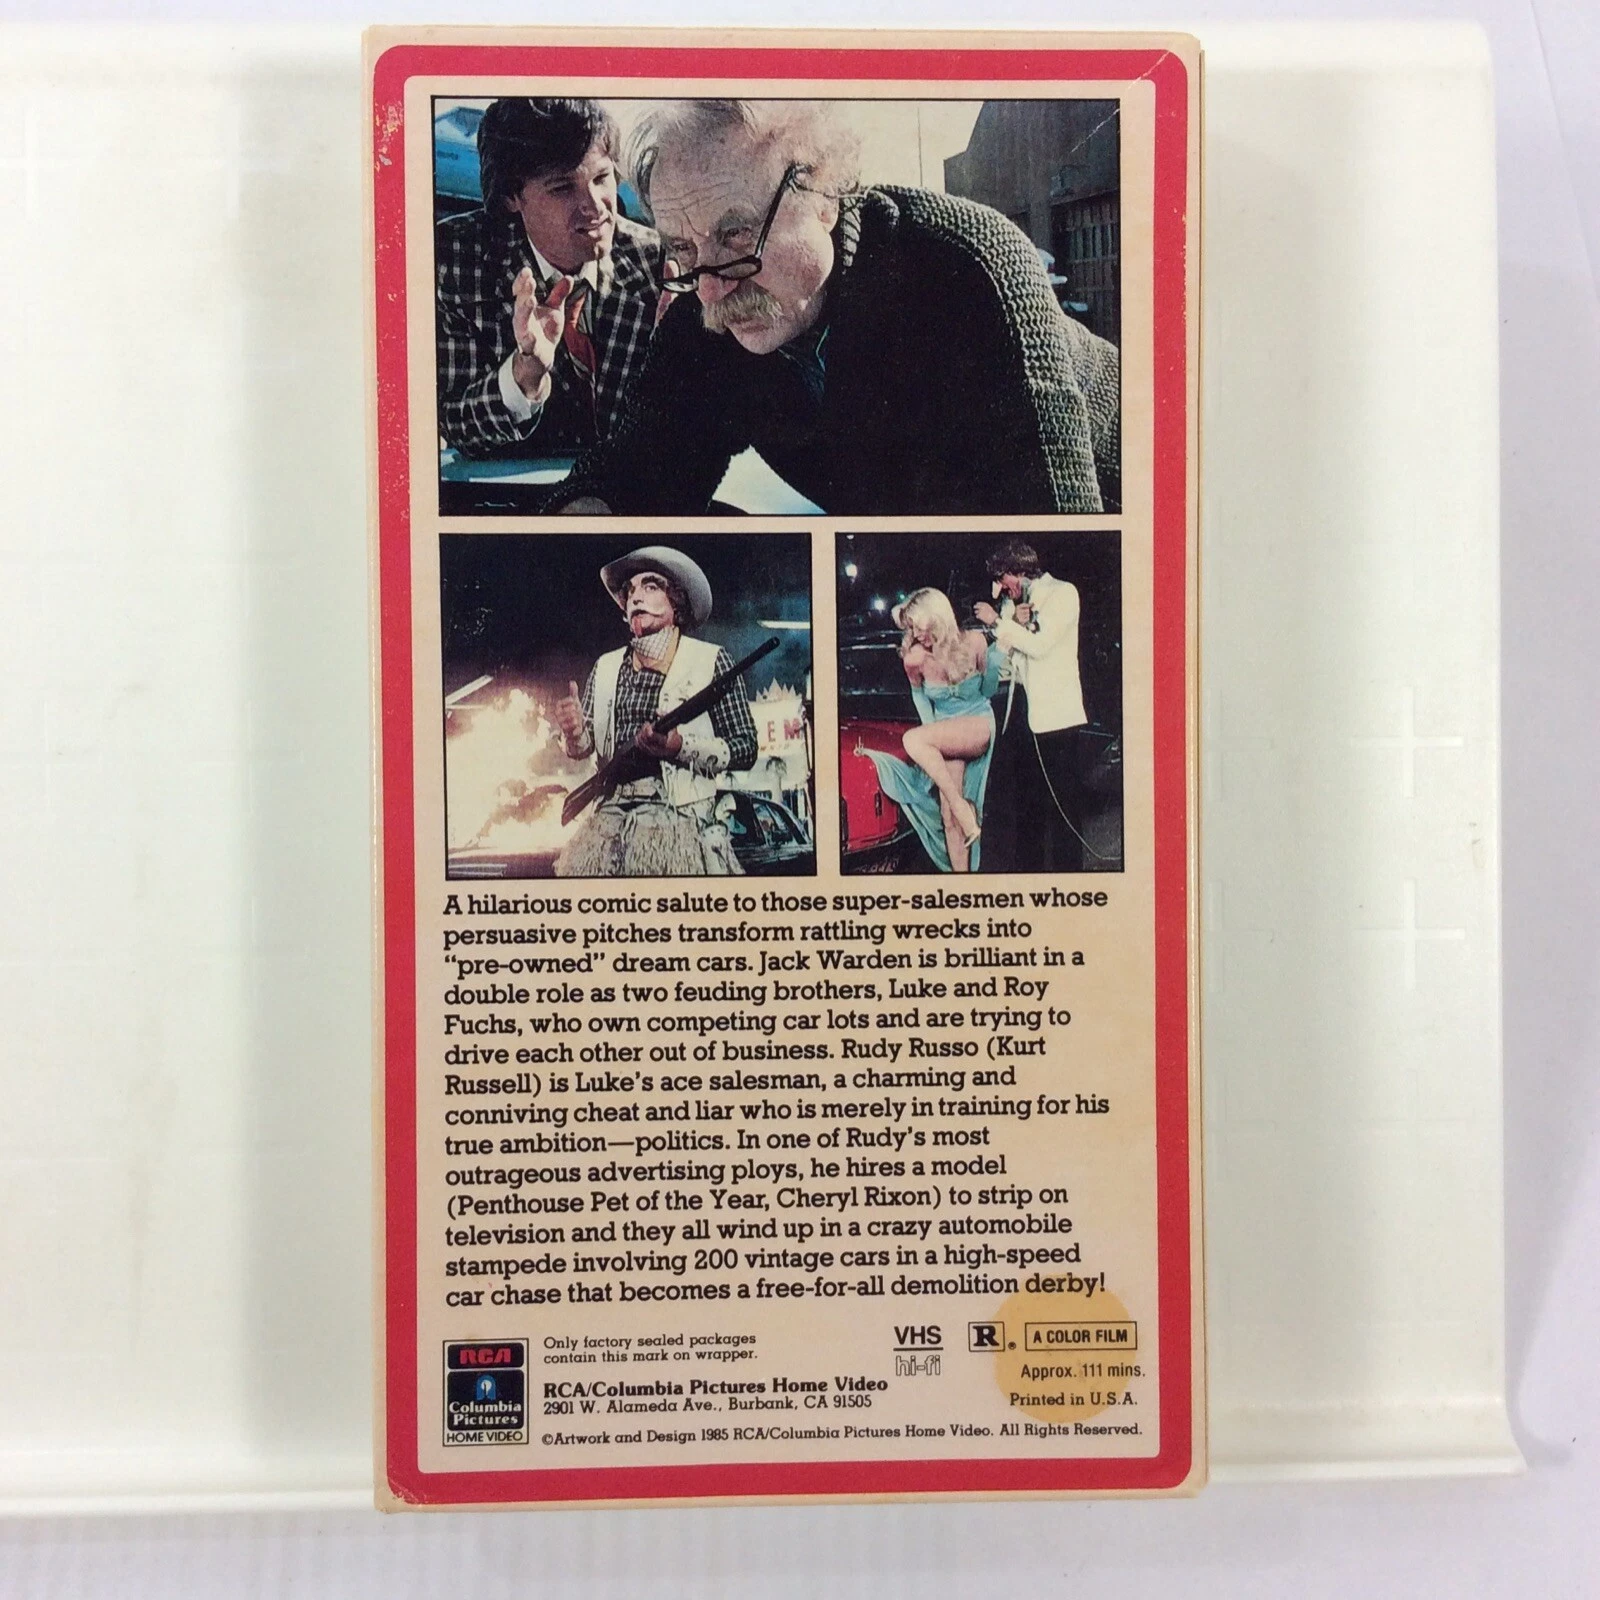 E M
A hilarious comic salute to those super-salesmen whose
persuasive pitches transform rattling wrecks into
“pre-owned” dream cars. Jack Warden is brilliant in a
double role as two feuding brothers, Luke and Roy
Fuchs, who own competing car lots and are trying to
drive each other out of business. Rudy Russo (Kurt
Russell) is Luke’s ace salesman, a charming and
conniving cheat and liar who is merely in training for his
true ambition—politics. In one of Rudy’s most
outrageous advertising ploys, he hires a model
(Penthouse Pet of the Year, Cheryl Rixon) to strip on
television and they all wind up in a crazy automobile
stampede involving 200 vintage cars in a high-speed
car chase that becomes a free-for-all demolition derby!
RCA
Columbia
Pictures
HOME VIDEO
Only factory sealed packages
contain this mark on wrapper.
RCA/Columbia Pictures Home Video
2901 W. Alameda Ave., Burbank, CA 91505
©Artwork and Design 1985 RCA/Columbia Pictures Home Video. All Rights Reserved.
VHS
hi-fi
R®
A COLOR FILM
Approx. 111 mins.
Printed in U.S.A.